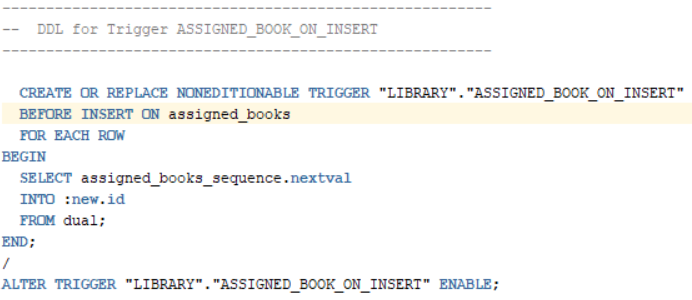 --------------------------------------------------------
--  DDL for Trigger ASSIGNED_BOOK_ON_INSERT
--------------------------------------------------------
  CREATE OR REPLACE NONEDITIONABLE TRIGGER "LIBRARY"."ASSIGNED_BOOK_ON_INSERT"
  BEFORE INSERT ON assigned_books
  FOR EACH ROW
BEGIN
  SELECT assigned_books_sequence.nextval
  INTO :new.id
  FROM dual;
END;
/
ALTER TRIGGER "LIBRARY"."ASSIGNED_BOOK_ON_INSERT" ENABLE;